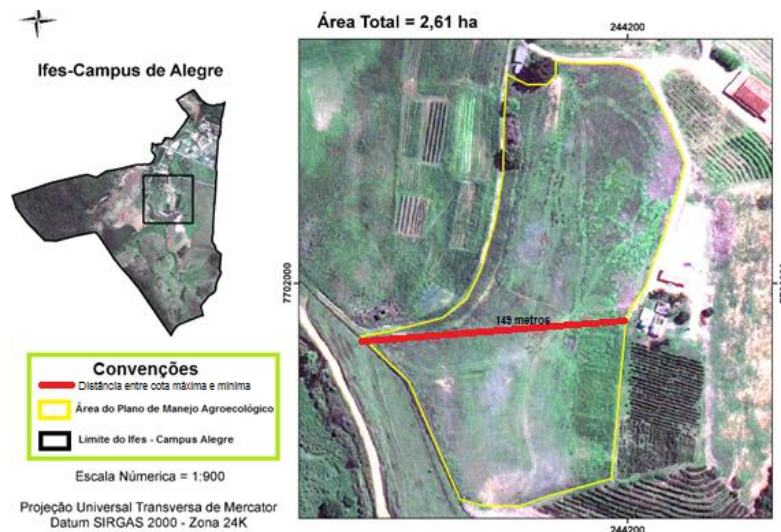 Área Total = 2,61 ha
244200
Ifes-Campus de Alegre
7702000
149 metros
Convenções
Distância entre cota máxima e mínima
Área do Plano de Manejo Agroecológico
Limite do Ifes - Campus Alegre
Escala Númerica = 1:900
Projeção Universal Transversa de Mercator
Datum SIRGAS 2000 - Zona 24K
244200